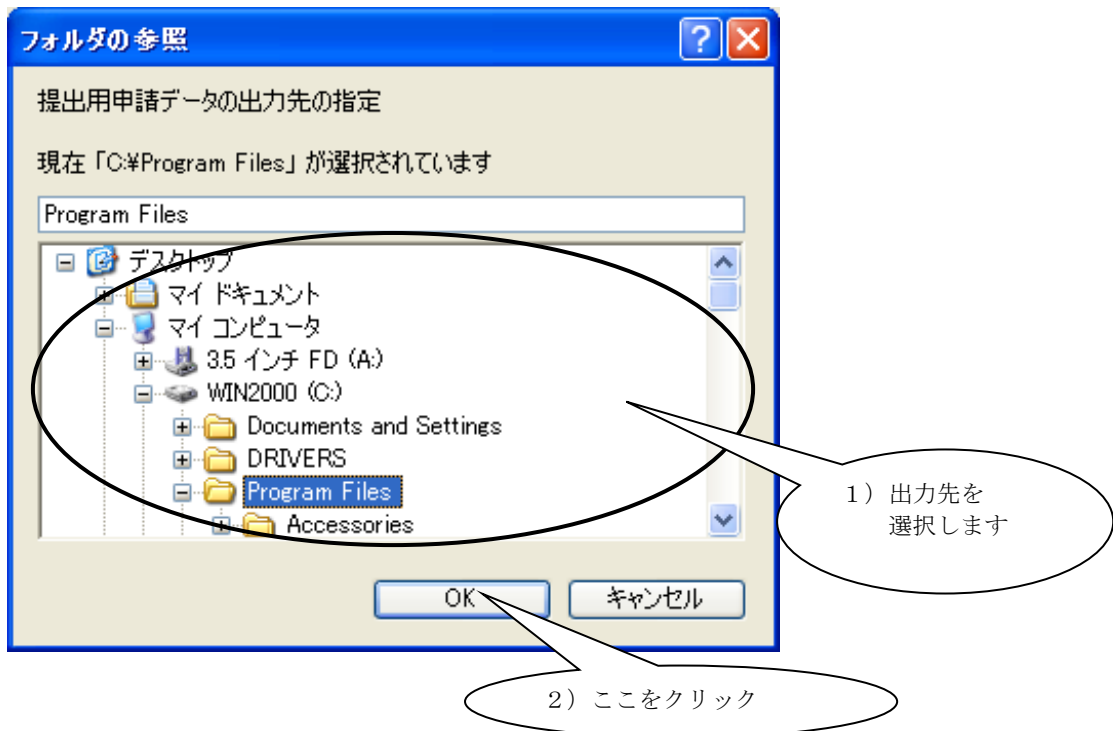 フォルダの参照
提出用申請データの出力先の指定
現在「C:¥Program Files」が選択されています
Program Files
デスクトップ
マイ ドキュメント
マイ コンピュータ
3.5 インチ FD (A:)
WIN2000 (C:)
Documents and Settings
DRIVERS
Program Files
Accessories
1）出力先を
選択します
OK
キャンセル
2）ここをクリック